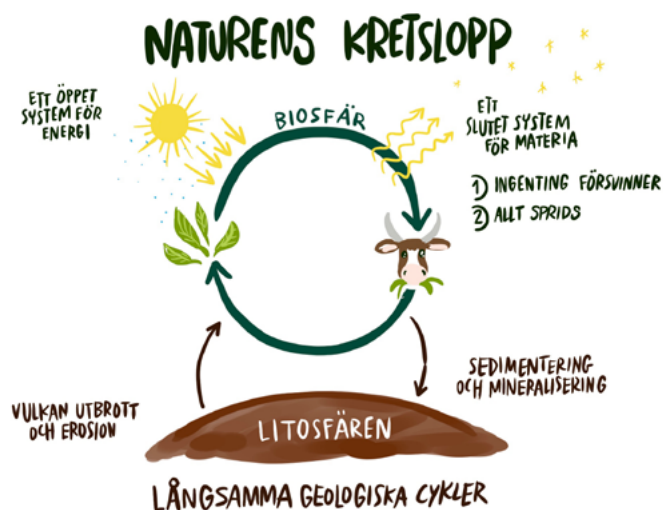 NATURENS KRETSLOPP
ETT ÖPPET
SYSTEM FÖR
ENERGI
BIOSFÄR
ETT
SLUTET SYSTEM
FÖR MATERIA
1) INGENTING FÖRSVINNER
2) ALLT SPRIDS
VULKAN UTBROTT
OCH EROSION
SEDIMENTERING
OCH MINERALISERING
LITOSFÄREN
LÅNGSAMMA GEOLOGISKA CYKLER